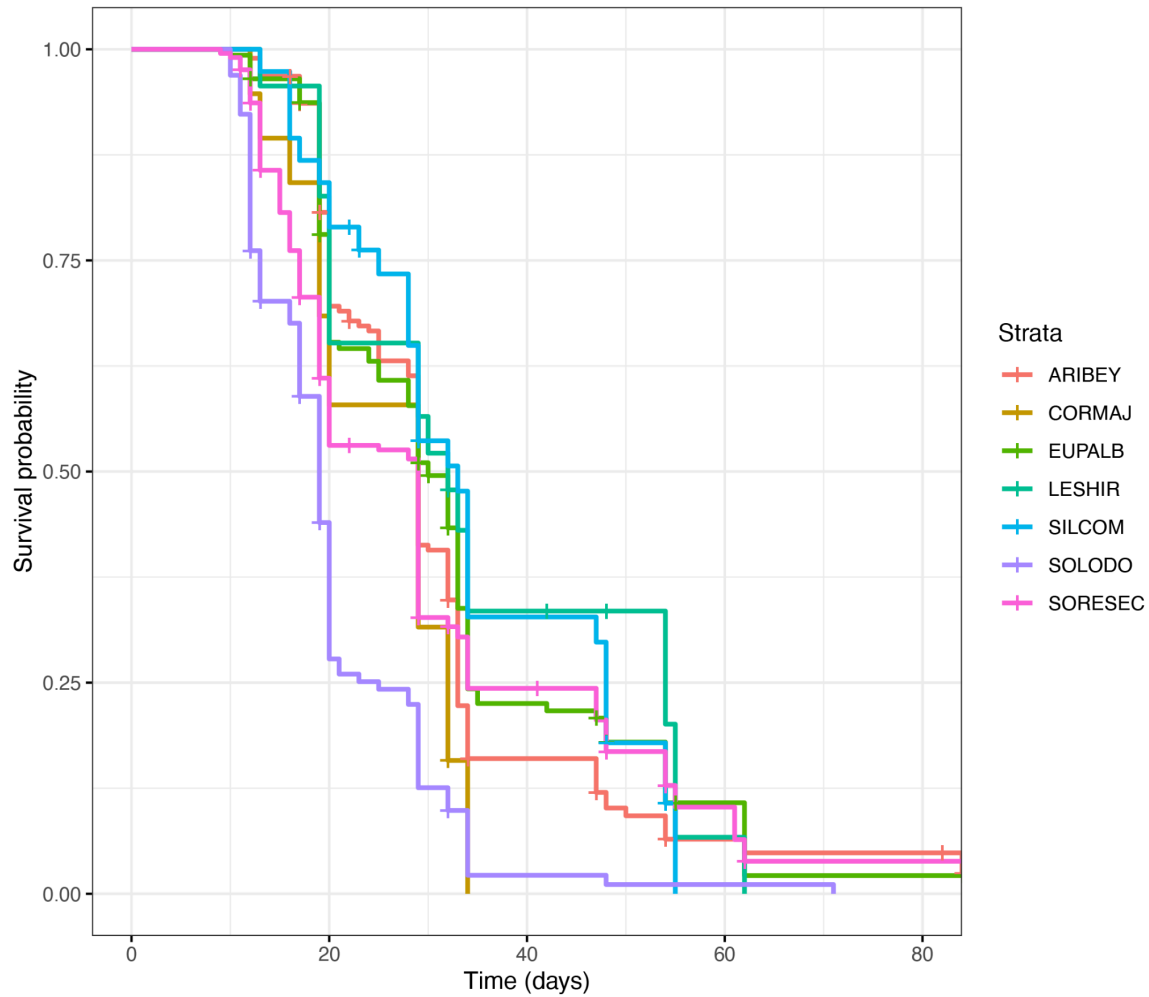 1.00
0.75
0.50
0.25
0.00
Survival probability
0
20
40
60
80
Time (days)
Strata
ARIBEY
CORMAJ
EUPALB
LESHIR
SILCOM
SOLODO
SORESEC